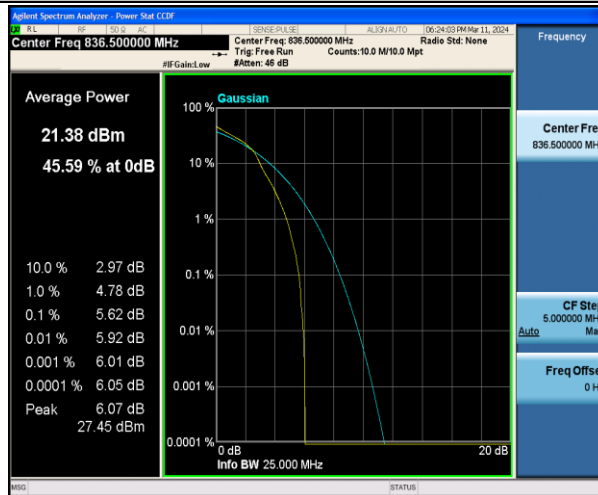 Agilent Spectrum Analyzer - Power Stat CCDF
RL RF 50 Ω AC SENSE:PULSE ALIGN AUTO 06:24:03 PM Mar 11, 2024
Center Freq 836.500000 MHz
Center Freq: 836.500000 MHz Radio Std: None
Trig: Free Run Counts:10.0 M/10.0 Mpt
#IFGain:Low #Atten: 46 dB
Frequency
Average Power
21.38 dBm
45.59 % at 0dB
10.0 % 2.97 dB
1.0 % 4.78 dB
0.1 % 5.62 dB
0.01 % 5.92 dB
0.001 % 6.01 dB
0.0001 % 6.05 dB
Peak 6.07 dB
27.45 dBm
Gaussian
100 %
10 %
1 %
0.1 %
0.01 %
0.001 %
0.0001 %
0 dB 20 dB
Info BW 25.000 MHz
Center Fre
836.500000 MH
CF Ste
5.000000 MH
Auto Ma
Freq Offse
0 H
MSG STATUS